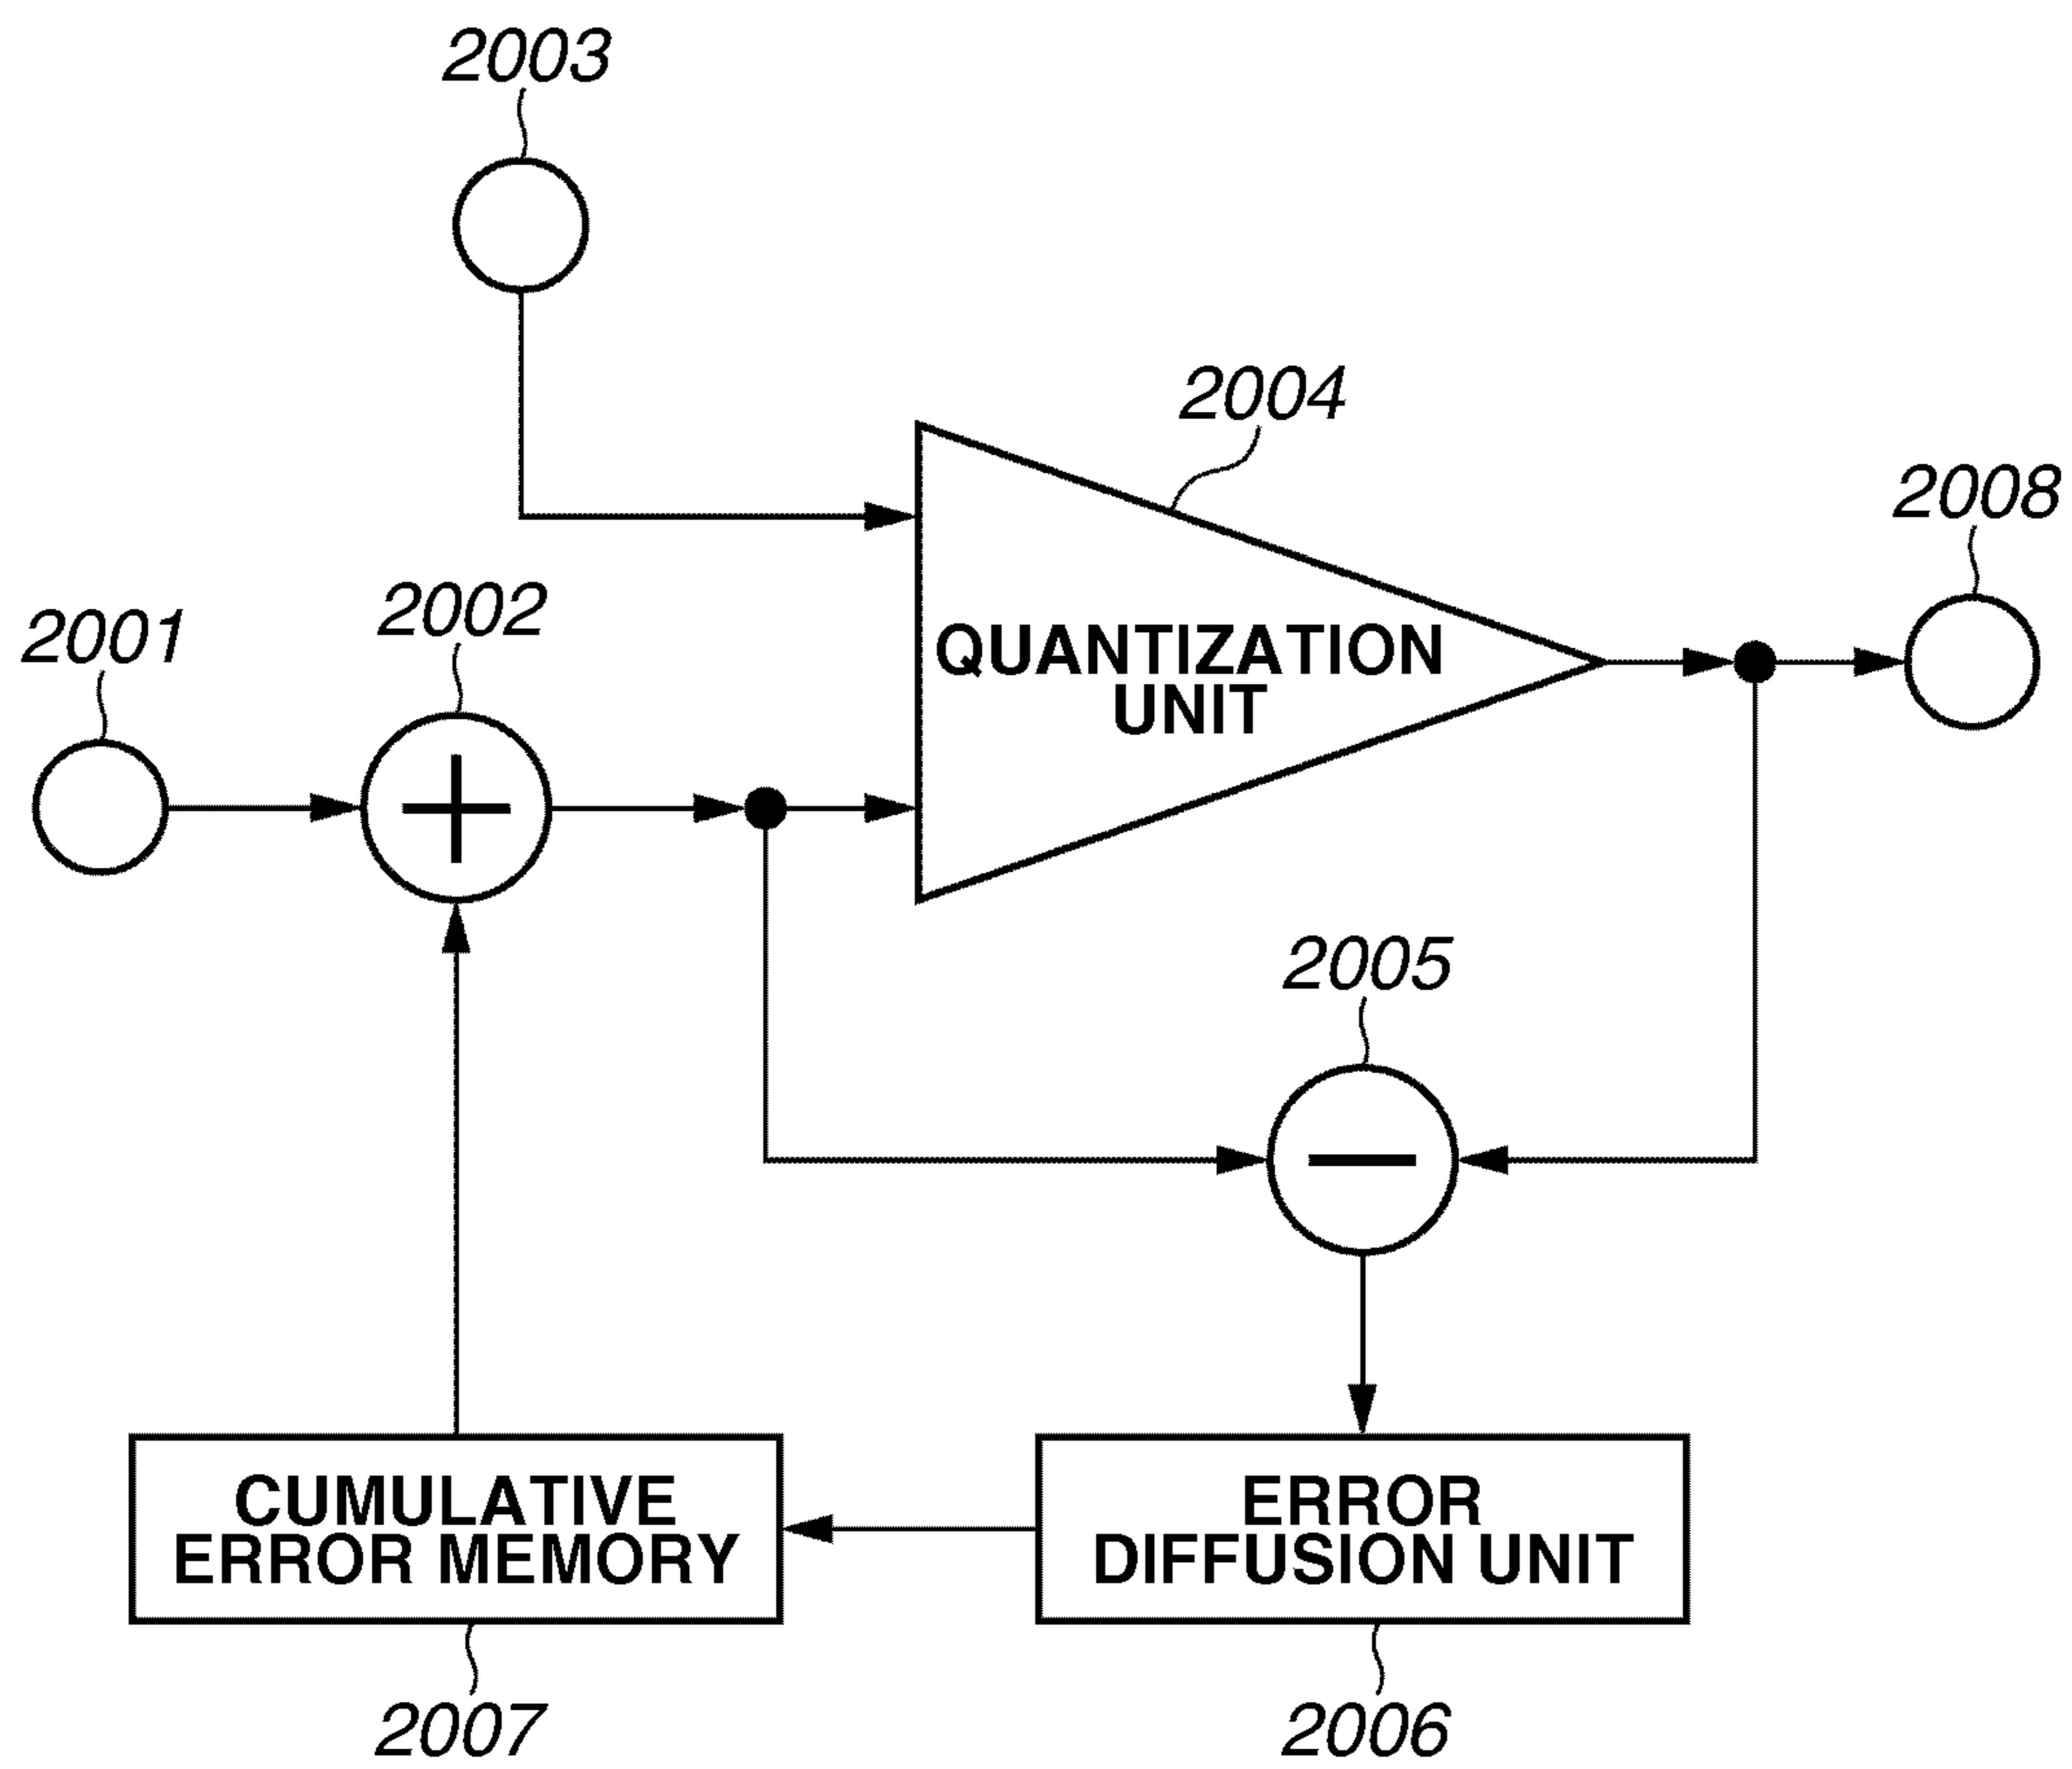 2003
2004
2008
2002
2001
QUANTIZATION
UNIT
2005
CUMULATIVE
ERROR MEMORY
ERROR
DIFFUSION UNIT
2007
2006